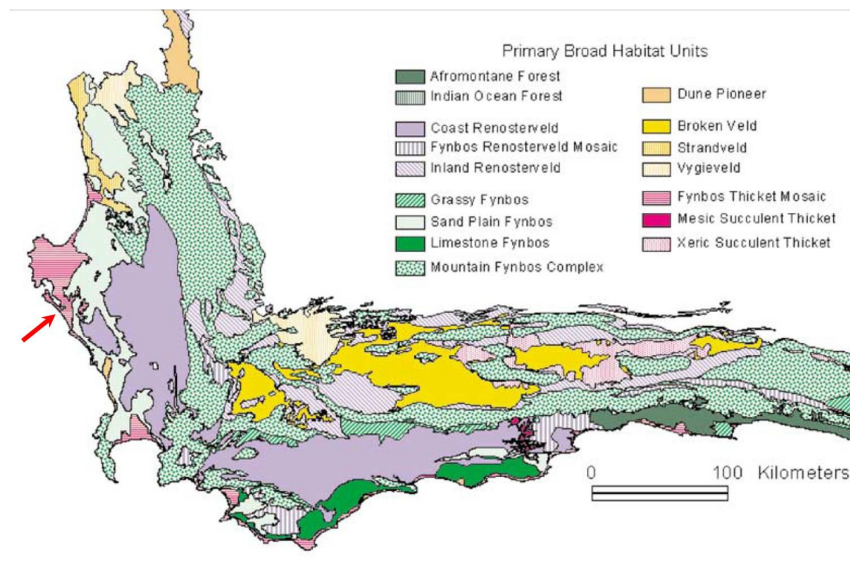 Primary Broad Habitat Units
Afromontane Forest
Indian Ocean Forest
Coast Renosterveld
Fynbos Renosterveld Mosaic
Inland Renosterveld
Grassy Fynbos
Sand Plain Fynbos
Limestone Fynbos
Mountain Fynbos Complex
Dune Pioneer
Broken Veld
Strandveld
Vygieveld
Fynbos Thicket Mosaic
Mesic Succulent Thicket
Xeric Succulent Thicket
0 100 Kilometers